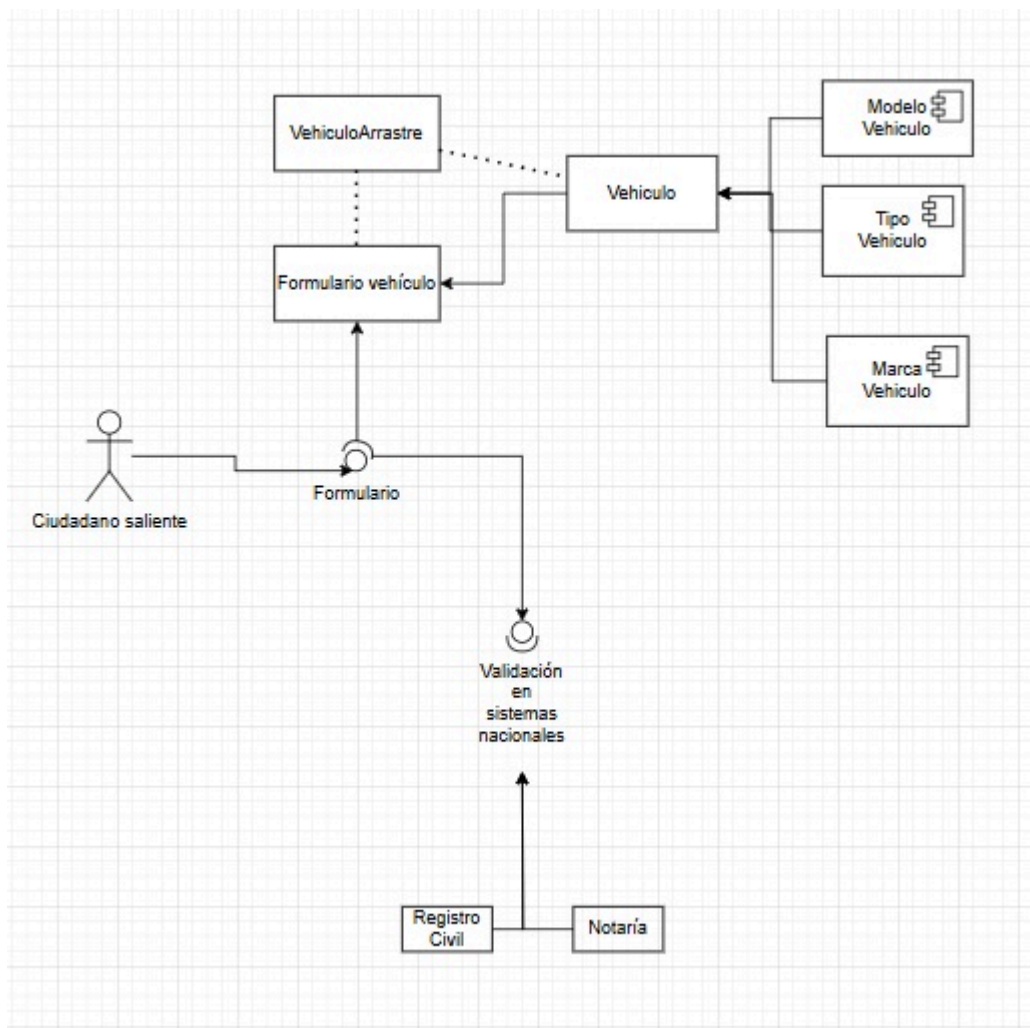 Modelo
Vehiculo
VehiculoArrastre
Vehiculo
Tipo
Vehiculo
Formulario vehículo
Marca
Vehiculo
Formulario
Ciudadano saliente
Validación
en
sistemas
nacionales
Registro
Civil
Notaría